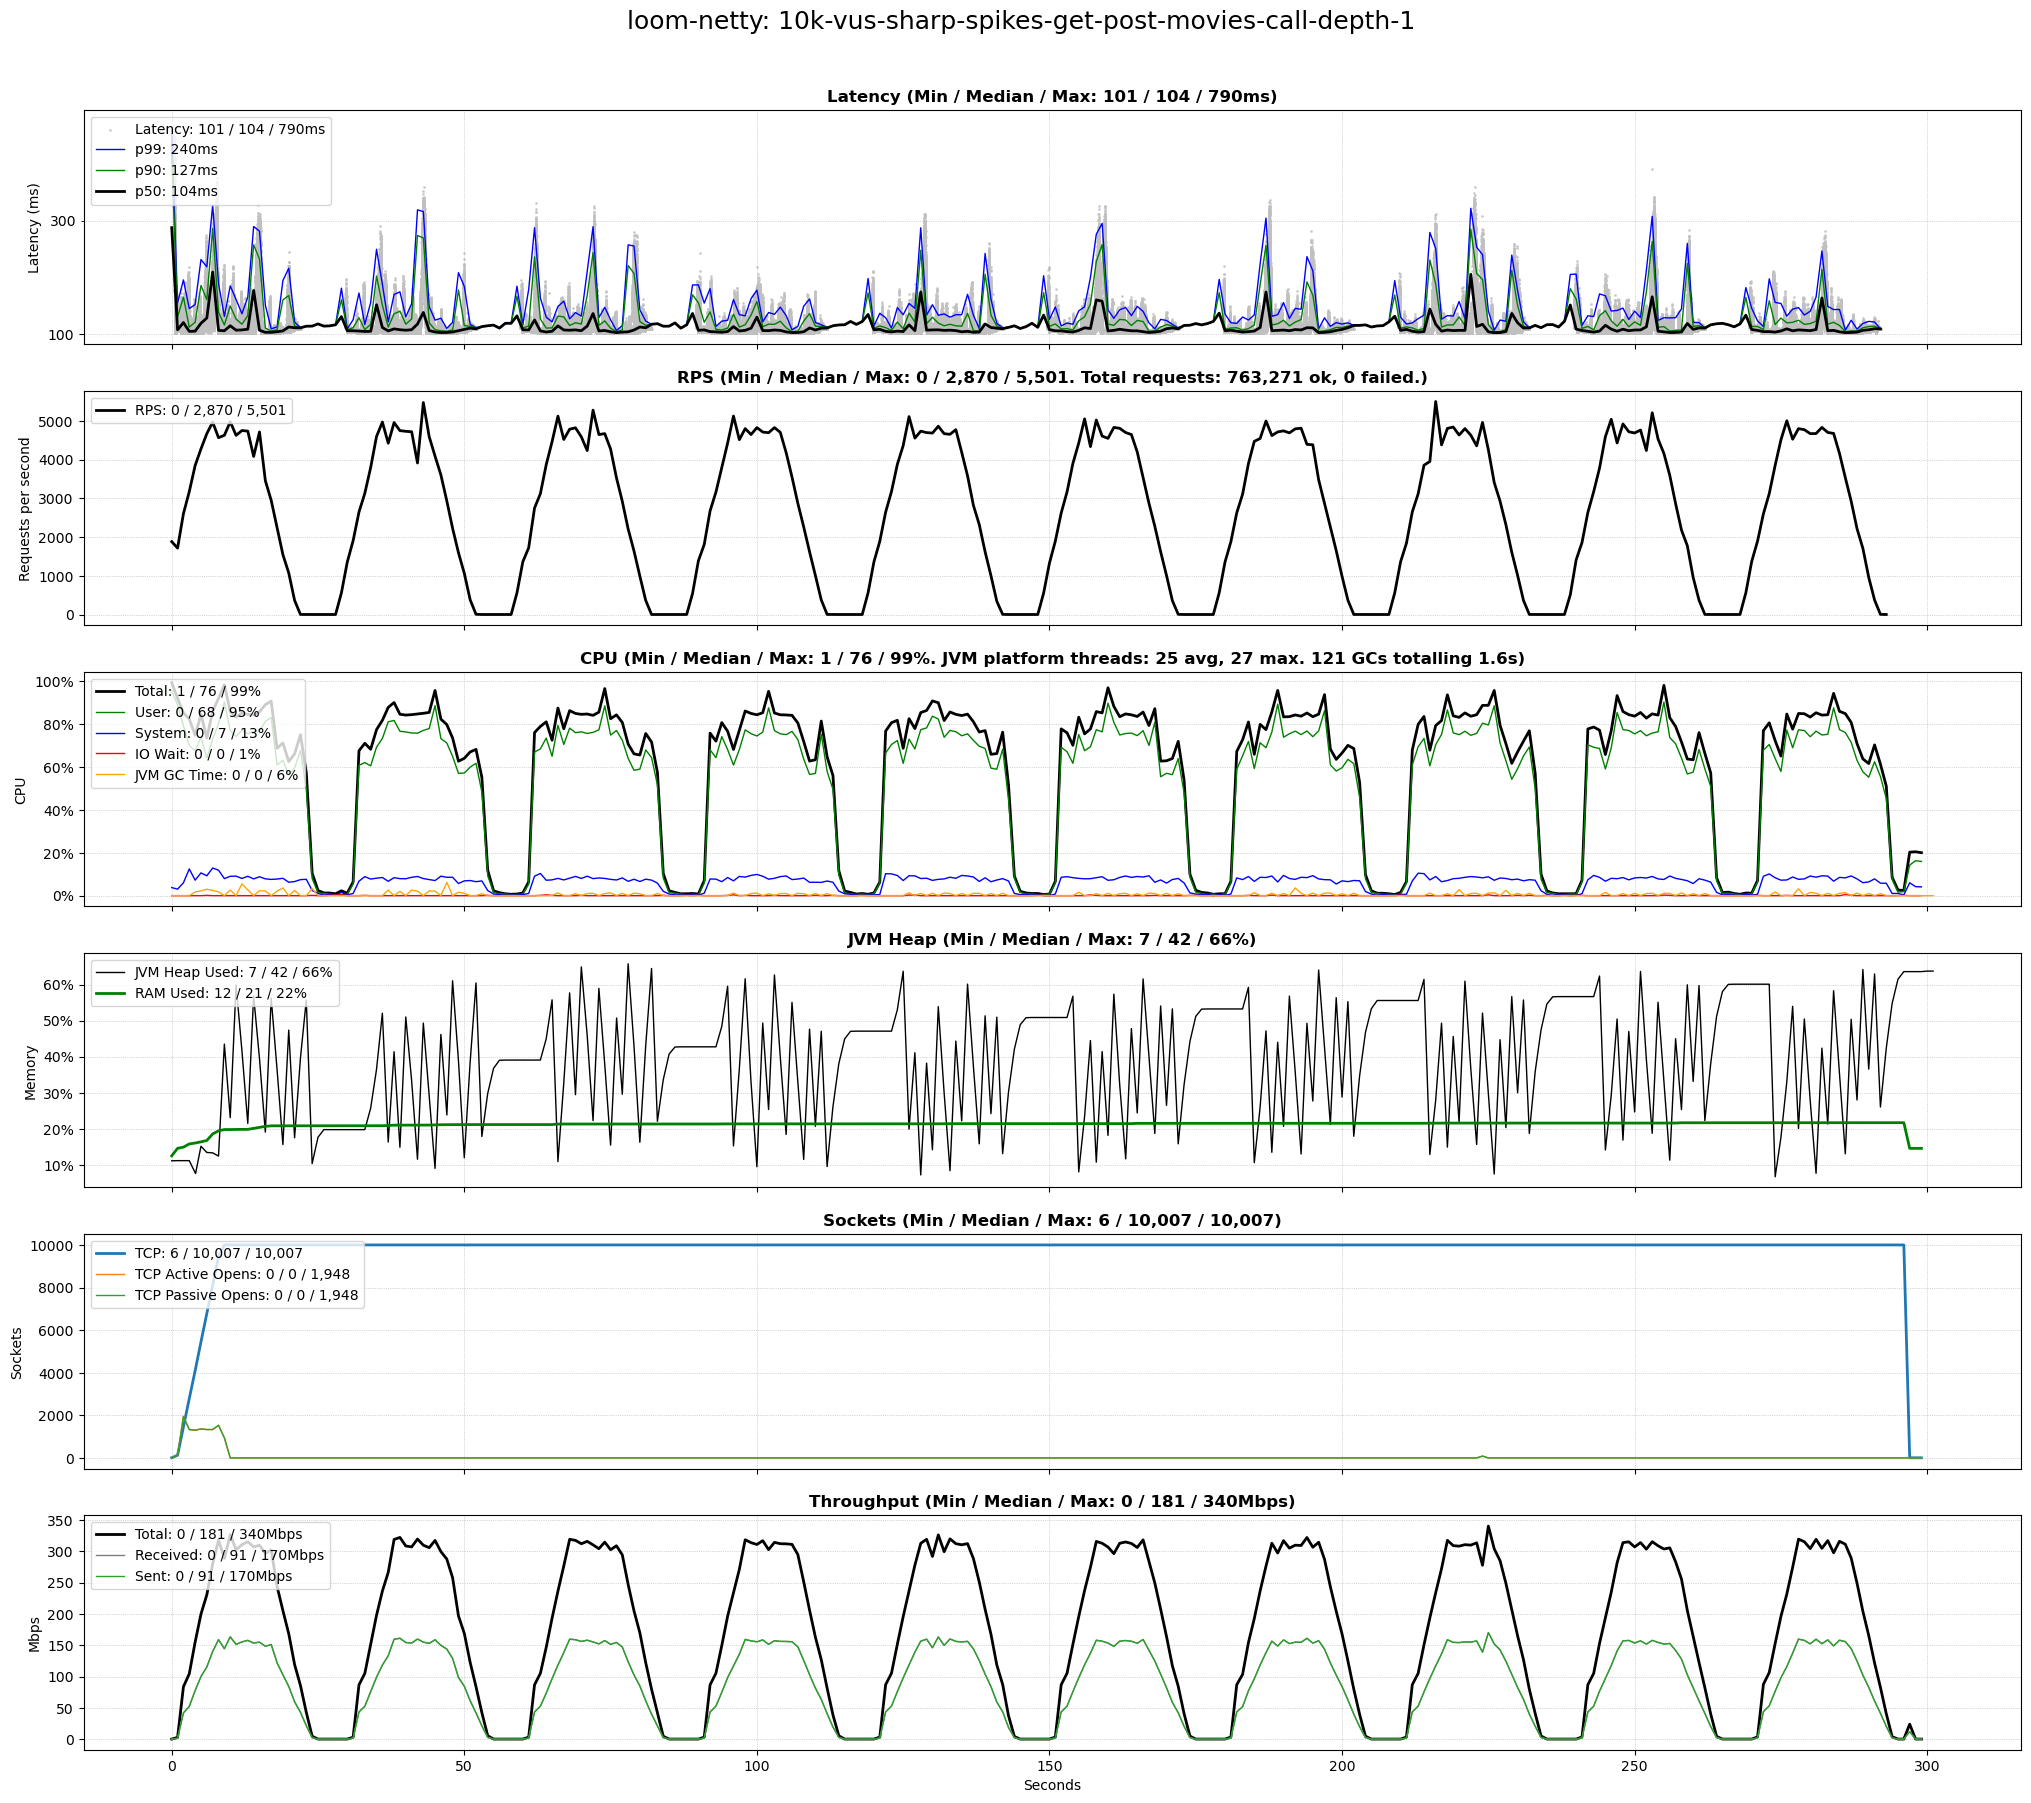 loom-netty: 10k-vus-sharp-spikes-get-post-movies-call-depth-1
Latency (Min / Median / Max: 101 / 104 / 790ms)
Latency: 101 / 104 / 790ms
p99: 240ms
p90: 127ms
p50: 104ms
Latency (ms)
300
100
RPS (Min / Median / Max: 0 / 2,870 / 5,501. Total requests: 763,271 ok, 0 failed.)
RPS: 0 / 2,870 / 5,501
Requests per second
5000
4000
3000
2000
1000
0
CPU (Min / Median / Max: 1 / 76 / 99%. JVM platform threads: 25 avg, 27 max. 121 GCs totalling 1.6s)
Total: 1 / 76 / 99%
User: 0 / 68 / 95%
System: 0 / 7 / 13%
IO Wait: 0 / 0 / 1%
JVM GC Time: 0 / 0 / 6%
CPU
100%
80%
60%
40%
20%
0%
JVM Heap (Min / Median / Max: 7 / 42 / 66%)
JVM Heap Used: 7 / 42 / 66%
RAM Used: 12 / 21 / 22%
Memory
60%
50%
40%
30%
20%
10%
Sockets (Min / Median / Max: 6 / 10,007 / 10,007)
TCP: 6 / 10,007 / 10,007
TCP Active Opens: 0 / 0 / 1,948
TCP Passive Opens: 0 / 0 / 1,948
Sockets
10000
8000
6000
4000
2000
0
Throughput (Min / Median / Max: 0 / 181 / 340Mbps)
Total: 0 / 181 / 340Mbps
Received: 0 / 91 / 170Mbps
Sent: 0 / 91 / 170Mbps
Mbps
350
300
250
200
150
100
50
0
0 50 100 150 200 250 300
Seconds